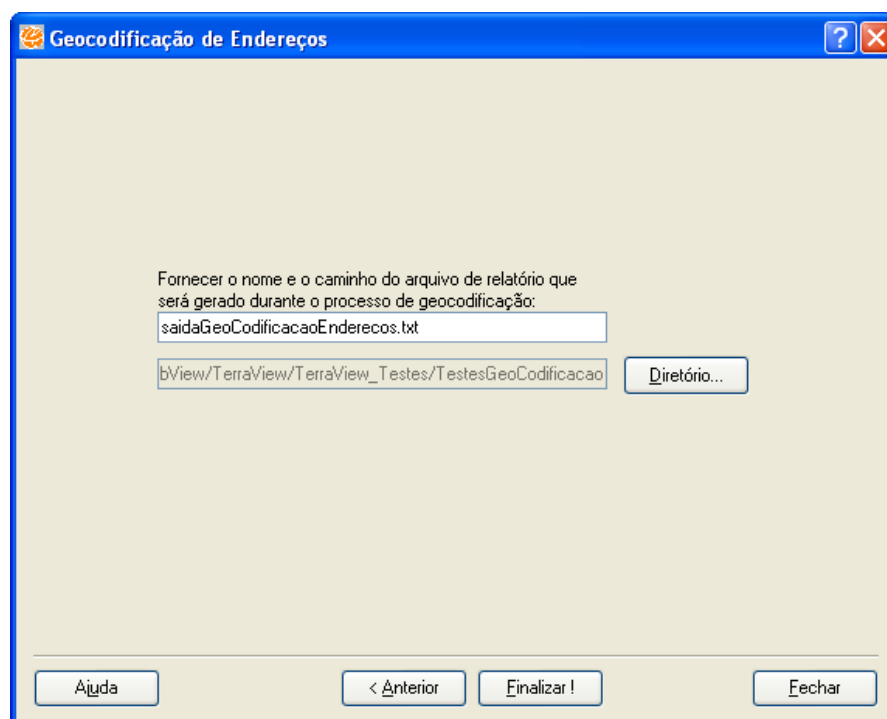 Geocodificação de Endereços
Fornecer o nome e o caminho do arquivo de relatório que
será gerado durante o processo de geocodificação:
saidaGeoCodificacaoEnderecos.txt
bView/TerraView/TerraView_Testes/TestesGeoCodificacao
Diretório...
Ajuda
< Anterior
Finalizar !
Fechar